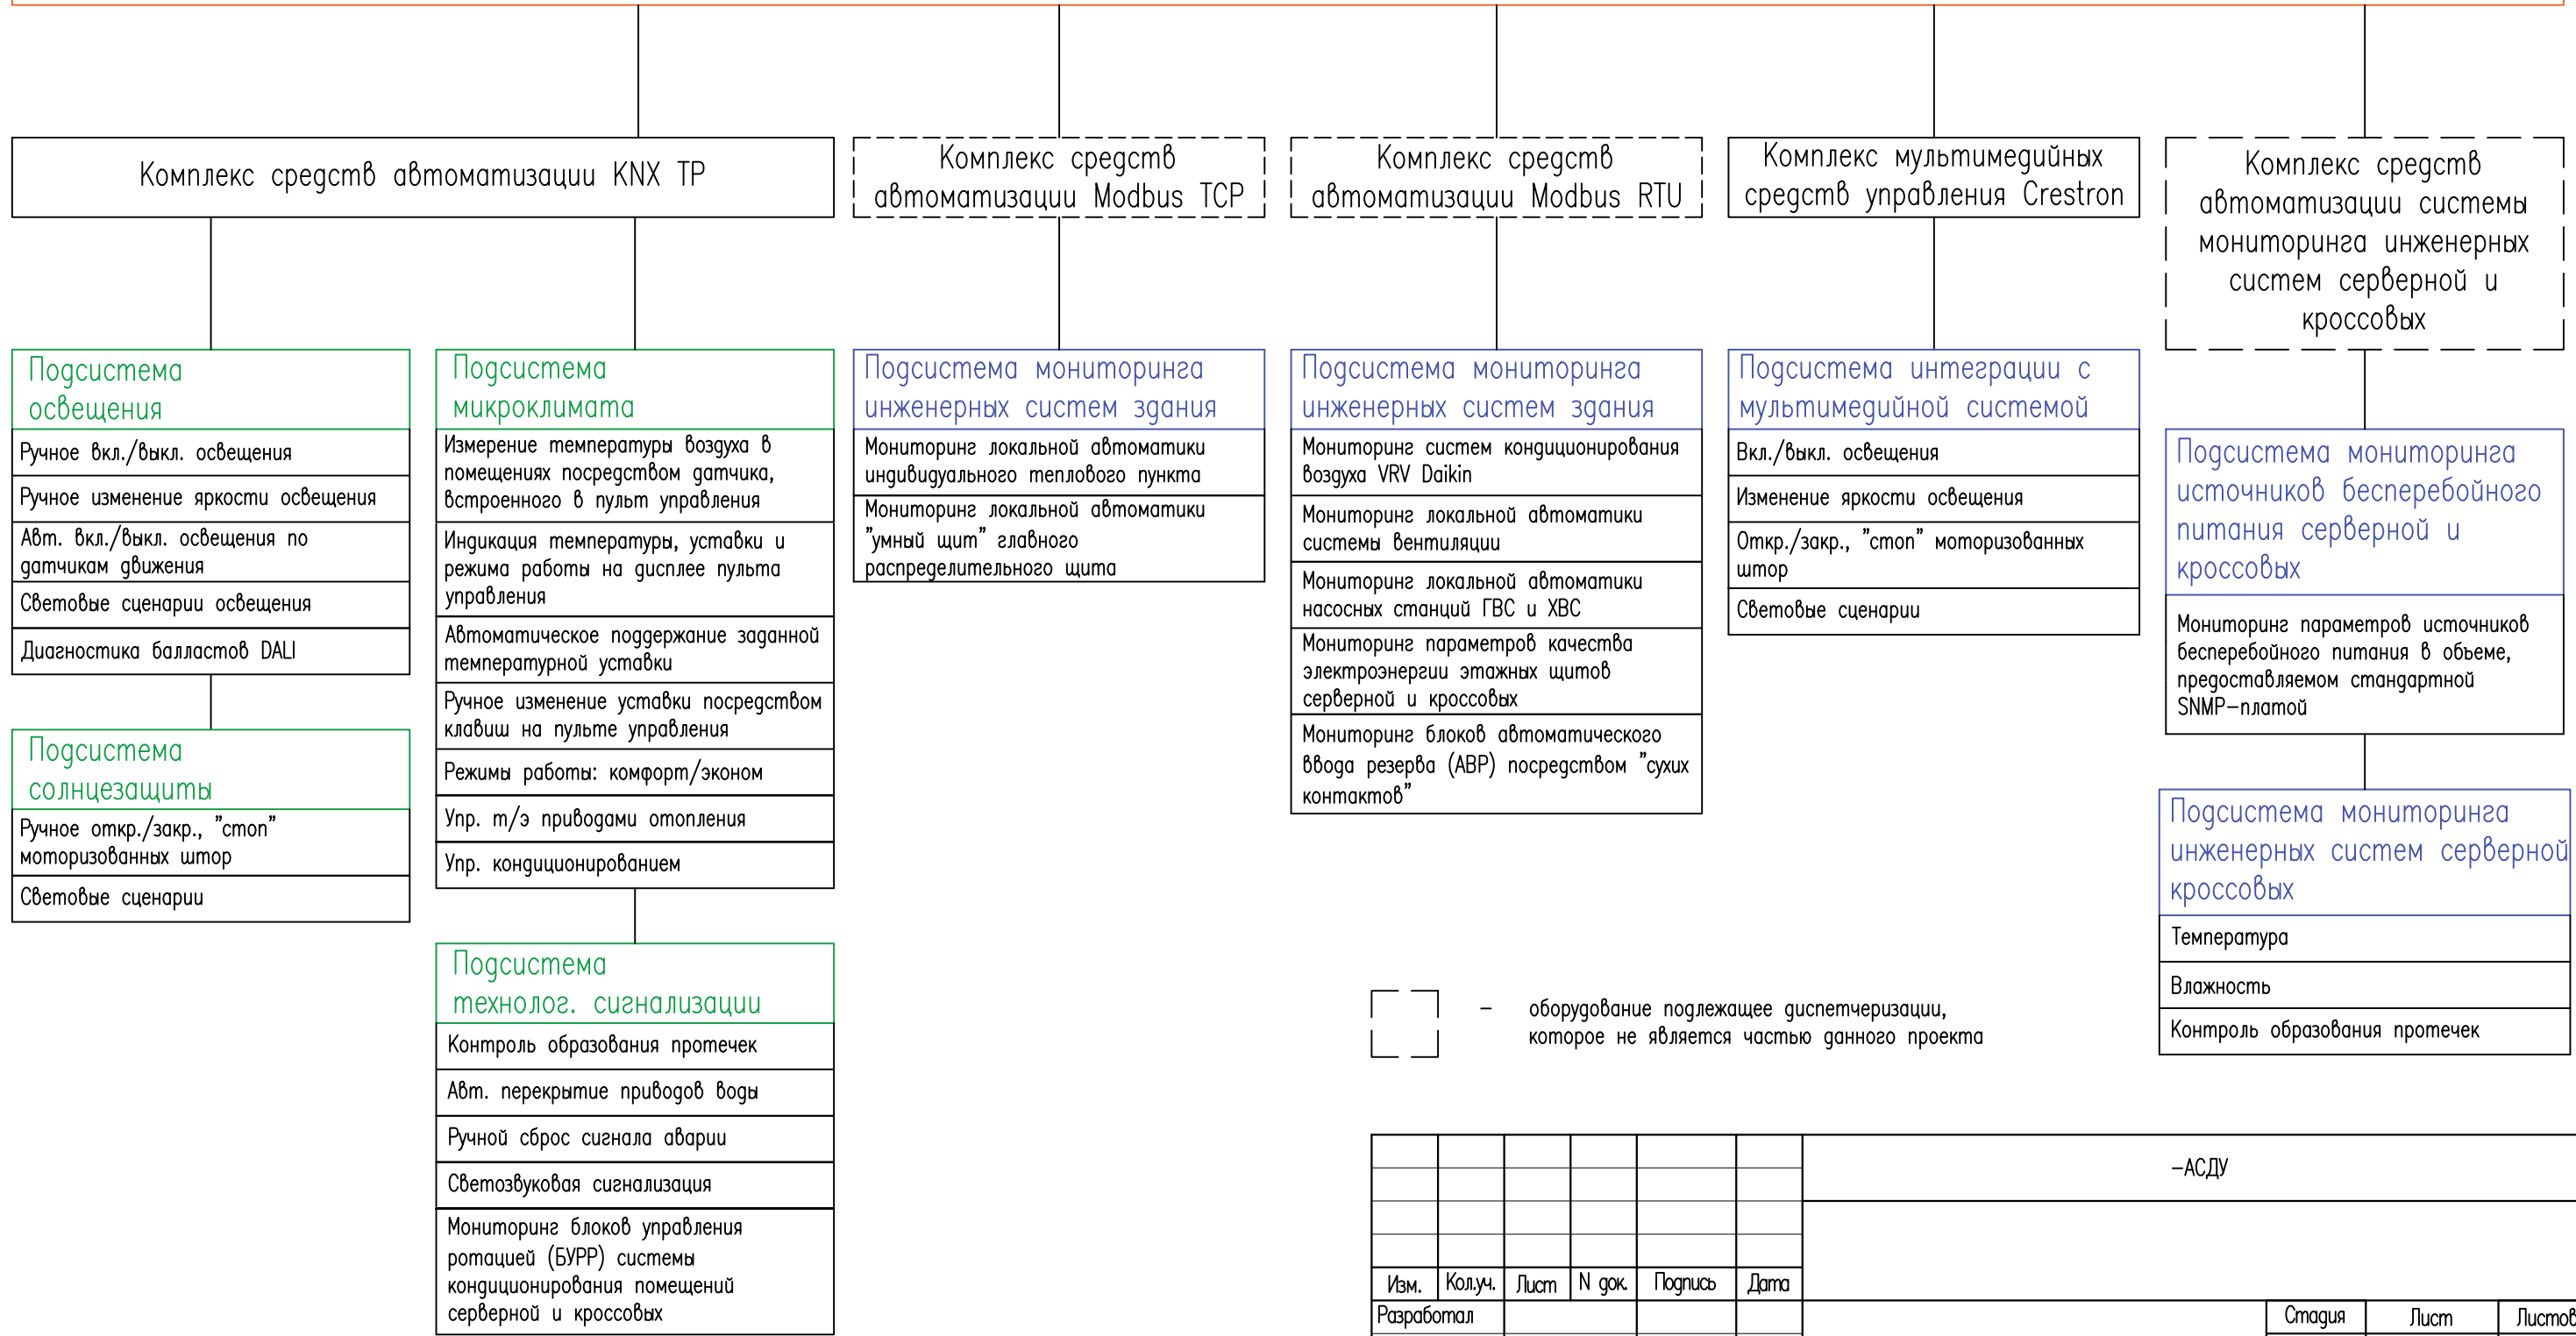 Комплекс средств автоматизации KNX TP
Комплекс средств
автоматизации Modbus TCP
Комплекс средств
автоматизации Modbus RTU
Комплекс мультимедийных
средств управления Crestron
Комплекс средств
автоматизации системы
мониторинга инженерных
систем серверной и
кроссовых
Подсистема
освещения
Ручное вкл./выкл. освещения
Ручное изменение яркости освещения
Авт. вкл./выкл. освещения по
датчикам движения
Световые сценарии освещения
Диагностика балластов DALI
Подсистема
солнцезащиты
Ручное откр./закр., "стоп"
моторизованных штор
Световые сценарии
Подсистема
микроклимата
Измерение температуры воздуха в
помещениях посредством датчика,
встроенного в пульт управления
Индикация температуры, уставки и
режима работы на дисплее пульта
управления
Автоматическое поддержание заданной
температурной уставки
Ручное изменение уставки посредством
клавиш на пульте управления
Режимы работы: комфорт/эконом
Упр. т/э приводами отопления
Упр. кондиционированием
Подсистема
технолог. сигнализации
Контроль образования протечек
Авт. перекрытие приводов воды
Ручной сброс сигнала аварии
Светозвуковая сигнализация
Мониторинг блоков управления
ротацией (БУРР) системы
кондиционирования помещений
серверной и кроссовых
Подсистема мониторинга
инженерных систем здания
Мониторинг локальной автоматики
индивидуального теплового пункта
Мониторинг локальной автоматики
"умный щит" главного
распределительного щита
Подсистема мониторинга
инженерных систем здания
Мониторинг систем кондиционирования
воздуха VRV Daikin
Мониторинг локальной автоматики
системы вентиляции
Мониторинг локальной автоматики
насосных станций ГВС и ХВС
Мониторинг параметров качества
электроэнергии этажных щитов
серверной и кроссовых
Мониторинг блоков автоматического
ввода резерва (АВР) посредством "сухих
контактов"
Подсистема интеграции с
мультимедийной системой
Вкл./выкл. освещения
Изменение яркости освещения
Откр./закр., "стоп" моторизованных
штор
Световые сценарии
Подсистема мониторинга
источников бесперебойного
питания серверной и
кроссовых
Мониторинг параметров источников
бесперебойного питания в объеме,
предоставляемом стандартной
SNMP-платой
Подсистема мониторинга
инженерных систем серверной
кроссовых
Температура
Влажность
Контроль образования протечек
- оборудование подлежащее диспетчеризации,
которое не является частью данного проекта
-АСДУ
Изм. Кол.уч. Лист N док. Подпись Дата
Разработал
Стадия Лист Листов